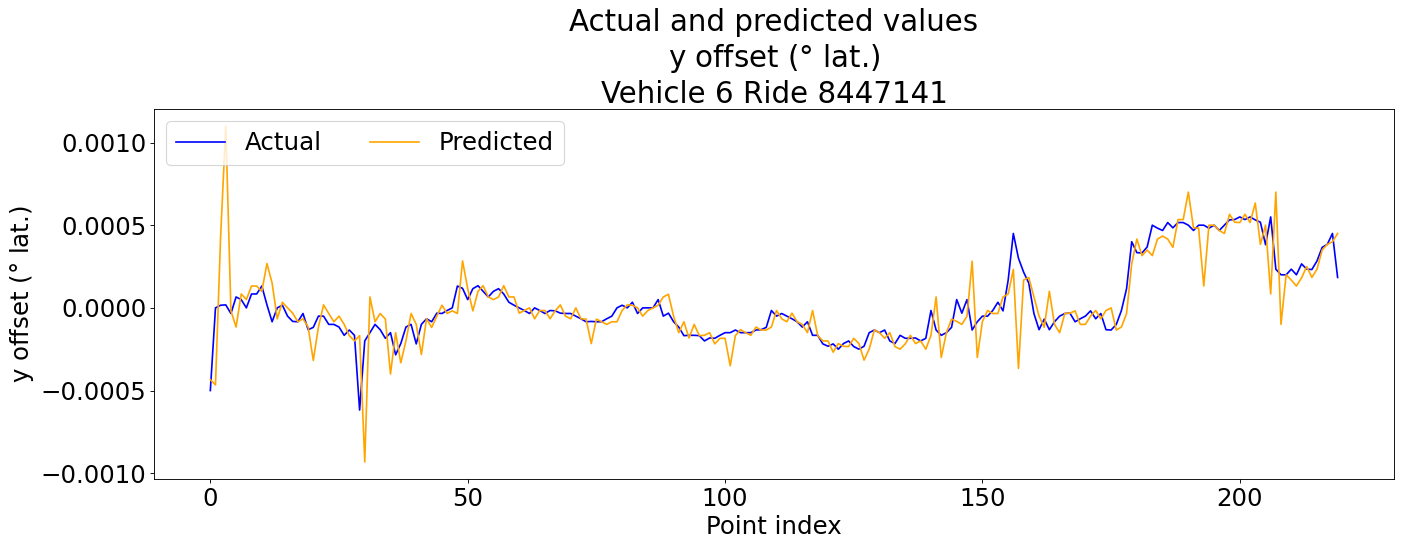 Actual and predicted values
y offset (° lat.)
Vehicle 6 Ride 8447141
Actual Predicted
y offset (° lat.)
0.0010
0.0005
0.0000
−0.0005
−0.0010
0 50 100 150 200
Point index